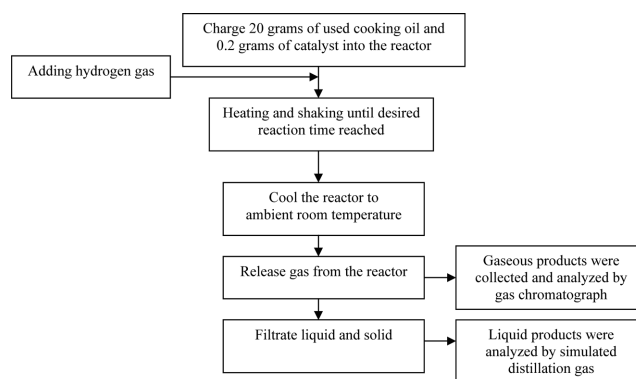 Charge 20 grams of used cooking oil and
0.2 grams of catalyst into the reactor
Adding hydrogen gas
Heating and shaking until desired
reaction time reached
Cool the reactor to
ambient room temperature
Release gas from the reactor
Gaseous products were
collected and analyzed by
gas chromatograph
Filtrate liquid and solid
Liquid products were
analyzed by simulated
distillation gas